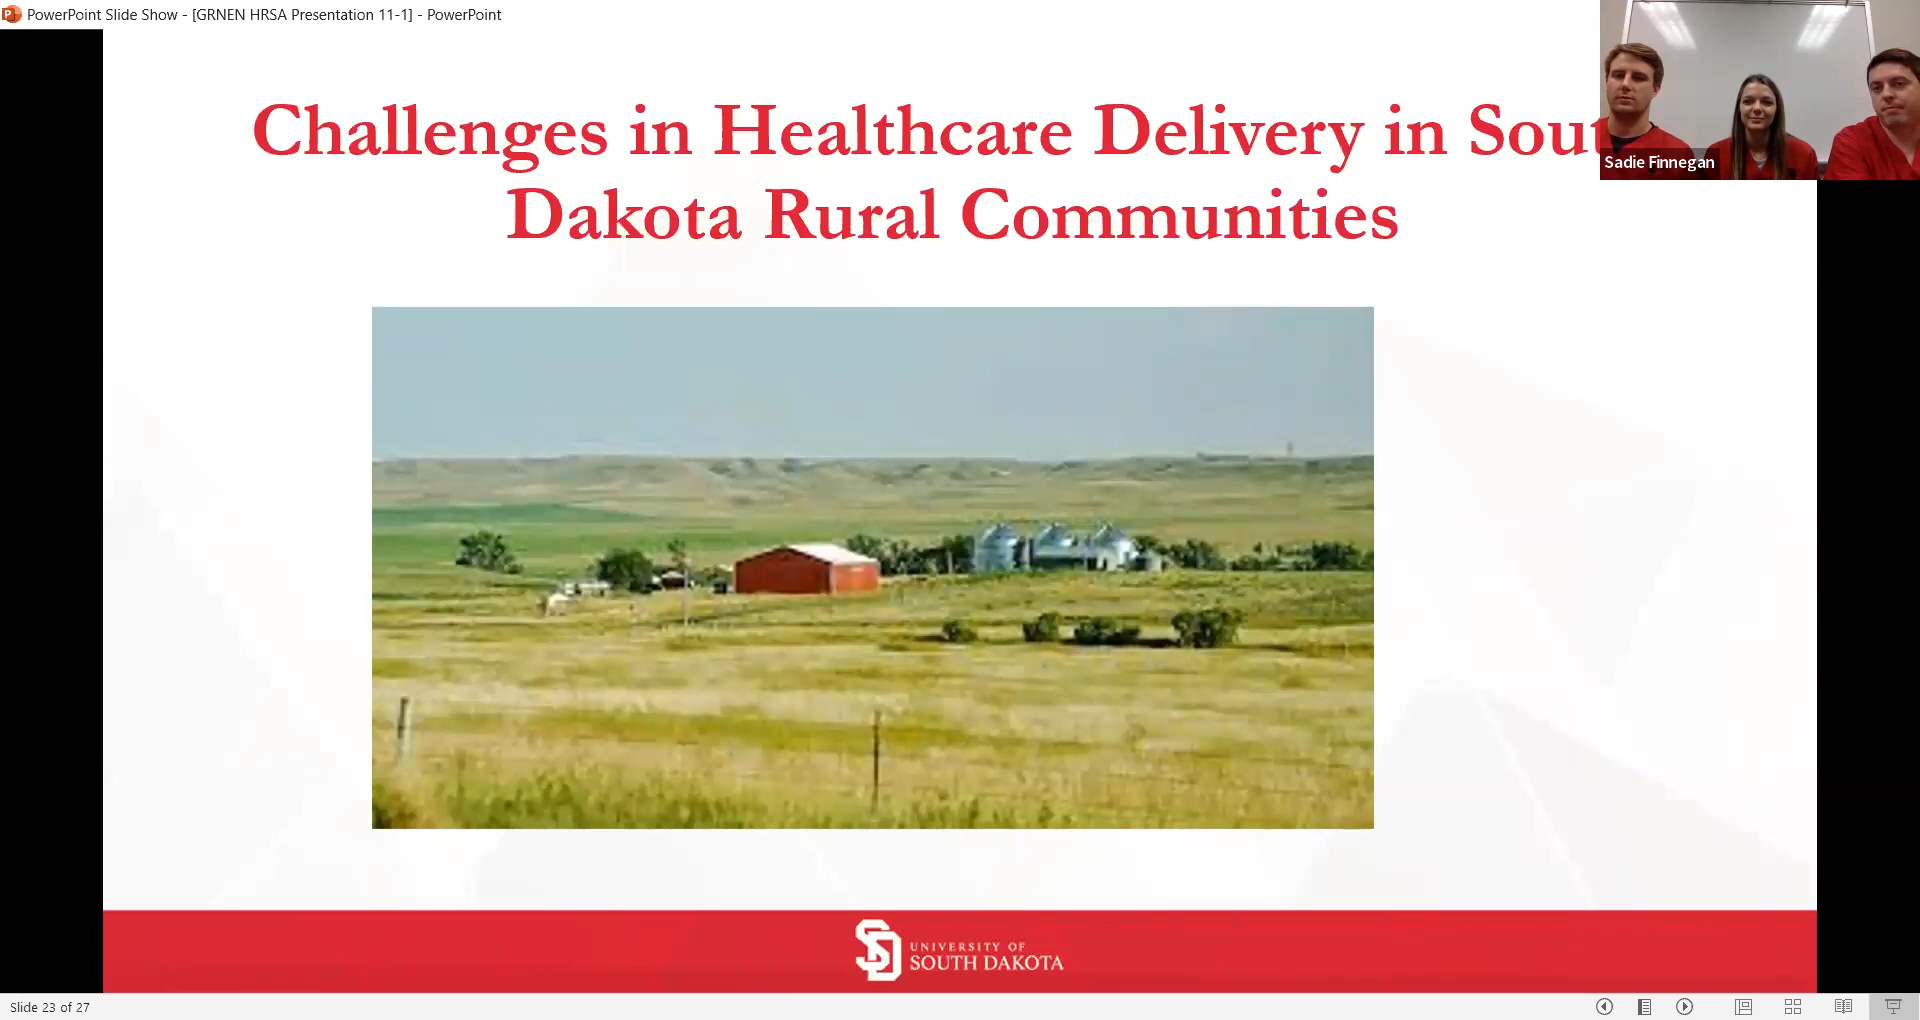 PowerPoint Slide Show - [GRNEN HRSA Presentation 11-1] - PowerPoint
Challenges in Healthcare Delivery in Sout
Dakota Rural Communities
Sadie Finnegan
SD
UNIVERSITY OF
SOUTH DAKOTA
Slide 23 of 27